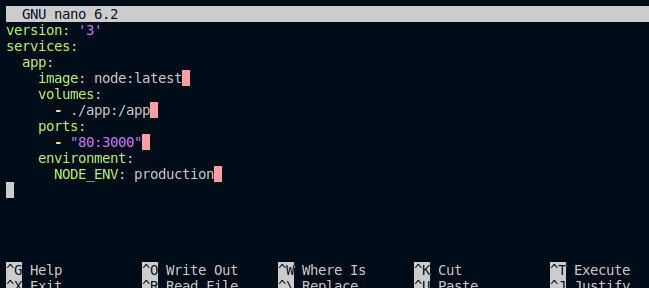 GNU nano 6.2
version: '3'
services:
  app:
    image: node:latest
    volumes:
      - ./app:/app
    ports:
      - "80:3000"
    environment:
      NODE_ENV: production
^G Help ^O Write Out ^W Where Is ^K Cut ^T Execute
^X Exit ^R Read File ^\ Replace ^U Paste ^J Justify